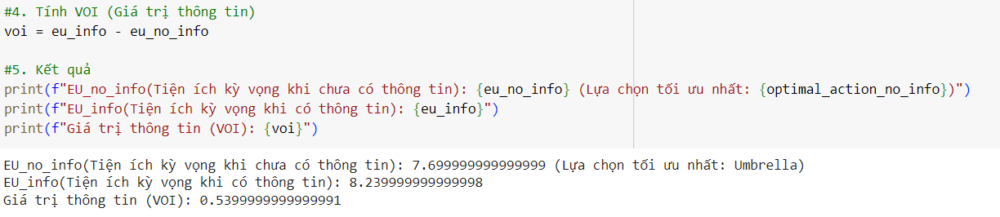 #4. Tính VOI (Giá trị thông tin)
voi = eu_info - eu_no_info
#5. Kết quả
print(f"EU_no_info(Tiện ích kỳ vọng khi chưa có thông tin): {eu_no_info} (Lựa chọn tối ưu nhất: {optimal_action_no_info})")
print(f"EU_info(Tiện ích kỳ vọng khi có thông tin): {eu_info}")
print(f"Giá trị thông tin (VOI): {voi}")
EU_no_info(Tiện ích kỳ vọng khi chưa có thông tin): 7.699999999999999 (Lựa chọn tối ưu nhất: Umbrella)
EU_info(Tiện ích kỳ vọng khi có thông tin): 8.239999999999998
Giá trị thông tin (VOI): 0.5399999999999991